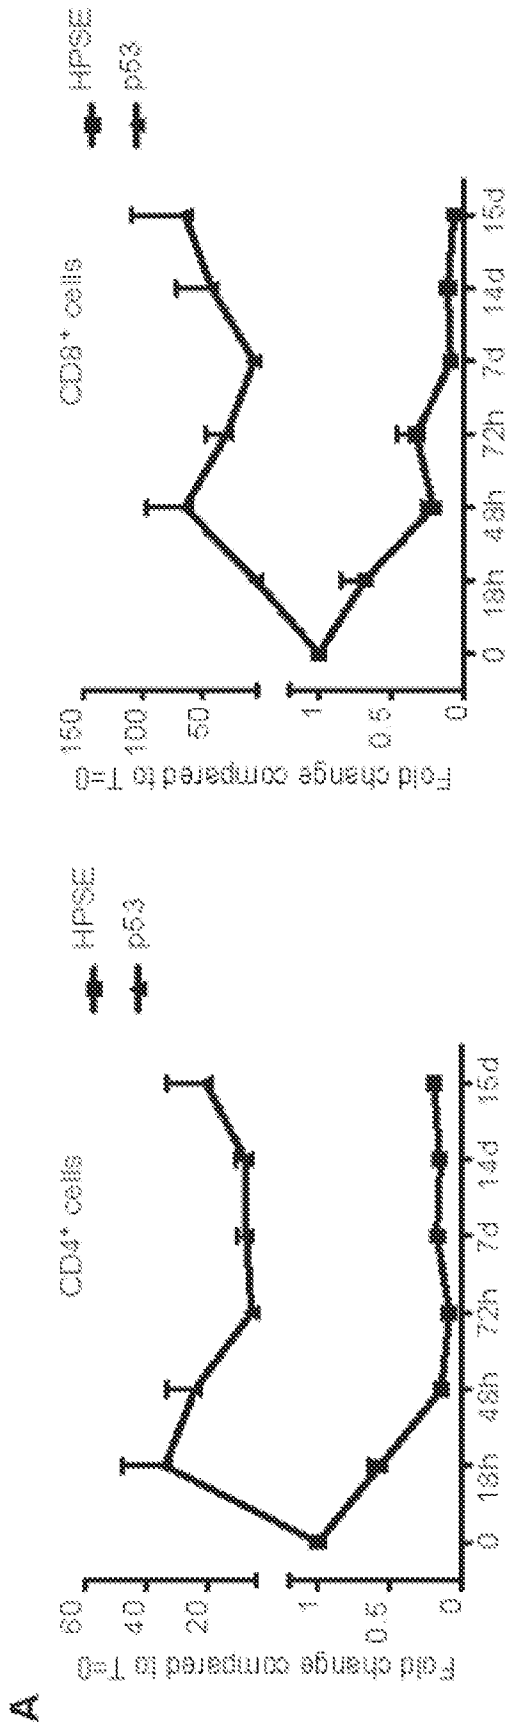 A
CD4⁺ cells
HPSE
p53
Fold change compared to T=0
60
40
20
1
0.5
0
0
18h
48h
72h
7d
14d
15d
CD8⁺ cells
HPSE
p53
Fold change compared to T=0
150
100
50
1
0.5
0
0
18h
48h
72h
7d
14d
15d